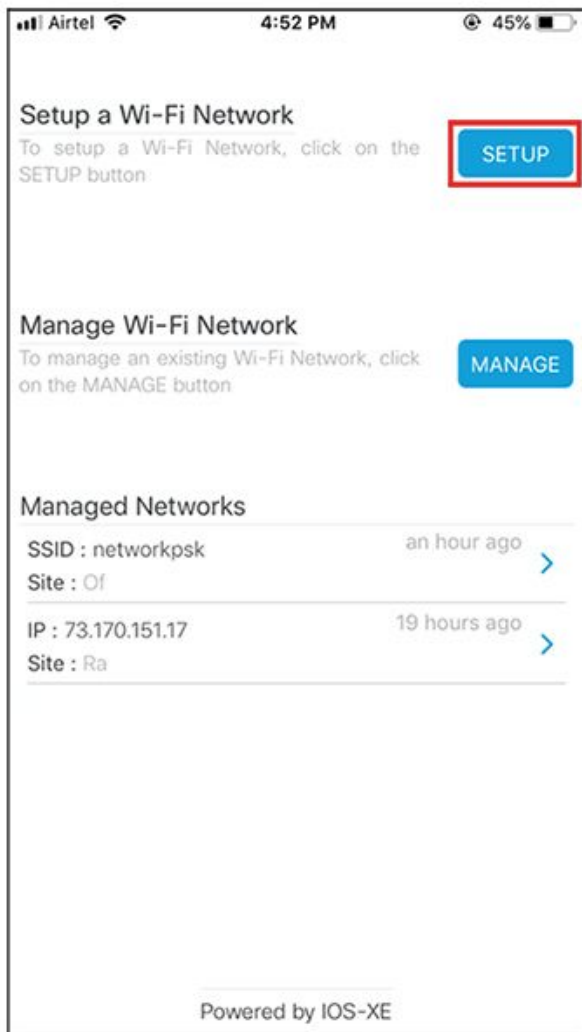 Airtel 4:52 PM 45%
Setup a Wi-Fi Network
To setup a Wi-Fi Network, click on the
SETUP button
SETUP
Manage Wi-Fi Network
To manage an existing Wi-Fi Network, click
on the MANAGE button
MANAGE
Managed Networks
SSID : networkpsk an hour ago
Site : Of
IP : 73.170.151.17 19 hours ago
Site : Ra
Powered by IOS-XE